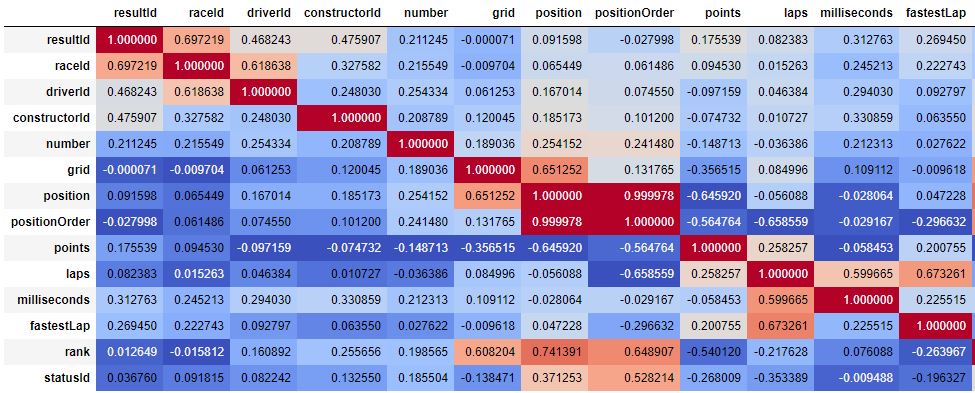 resultId raceId driverId constructorId number grid position positionOrder points laps milliseconds fastestLap
resultId 1.000000 0.697219 0.468243 0.475907 0.211245 -0.000071 0.091598 -0.027998 0.175539 0.082383 0.312763 0.269450
raceId 0.697219 1.000000 0.618638 0.327582 0.215549 -0.009704 0.065449 0.061486 0.094530 0.015263 0.245213 0.222743
driverId 0.468243 0.618638 1.000000 0.248030 0.254334 0.061253 0.167014 0.074550 -0.097159 0.046384 0.294030 0.092797
constructorId 0.475907 0.327582 0.248030 1.000000 0.208789 0.120045 0.185173 0.101200 -0.074732 0.010727 0.330859 0.063550
number 0.211245 0.215549 0.254334 0.208789 1.000000 0.189036 0.254152 0.241480 -0.148713 -0.036386 0.212313 0.027622
grid -0.000071 -0.009704 0.061253 0.120045 0.189036 1.000000 0.651252 0.131765 -0.356515 0.084996 0.109112 -0.009618
position 0.091598 0.065449 0.167014 0.185173 0.254152 0.651252 1.000000 0.999978 -0.645920 -0.056088 -0.028064 0.047228
positionOrder -0.027998 0.061486 0.074550 0.101200 0.241480 0.131765 0.999978 1.000000 -0.564764 -0.658559 -0.029167 -0.296632
points 0.175539 0.094530 -0.097159 -0.074732 -0.148713 -0.356515 -0.645920 -0.564764 1.000000 0.258257 -0.058453 0.200755
laps 0.082383 0.015263 0.046384 0.010727 -0.036386 0.084996 -0.056088 -0.658559 0.258257 1.000000 0.599665 0.673261
milliseconds 0.312763 0.245213 0.294030 0.330859 0.212313 0.109112 -0.028064 -0.029167 -0.058453 0.599665 1.000000 0.225515
fastestLap 0.269450 0.222743 0.092797 0.063550 0.027622 -0.009618 0.047228 -0.296632 0.200755 0.673261 0.225515 1.000000
rank 0.012649 -0.015812 0.160892 0.255656 0.198565 0.608204 0.741391 0.648907 -0.540120 -0.217628 0.076088 -0.263967
statusId 0.036760 0.091815 0.082242 0.132550 0.185504 -0.138471 0.371253 0.528214 -0.268009 -0.353389 -0.009488 -0.196327